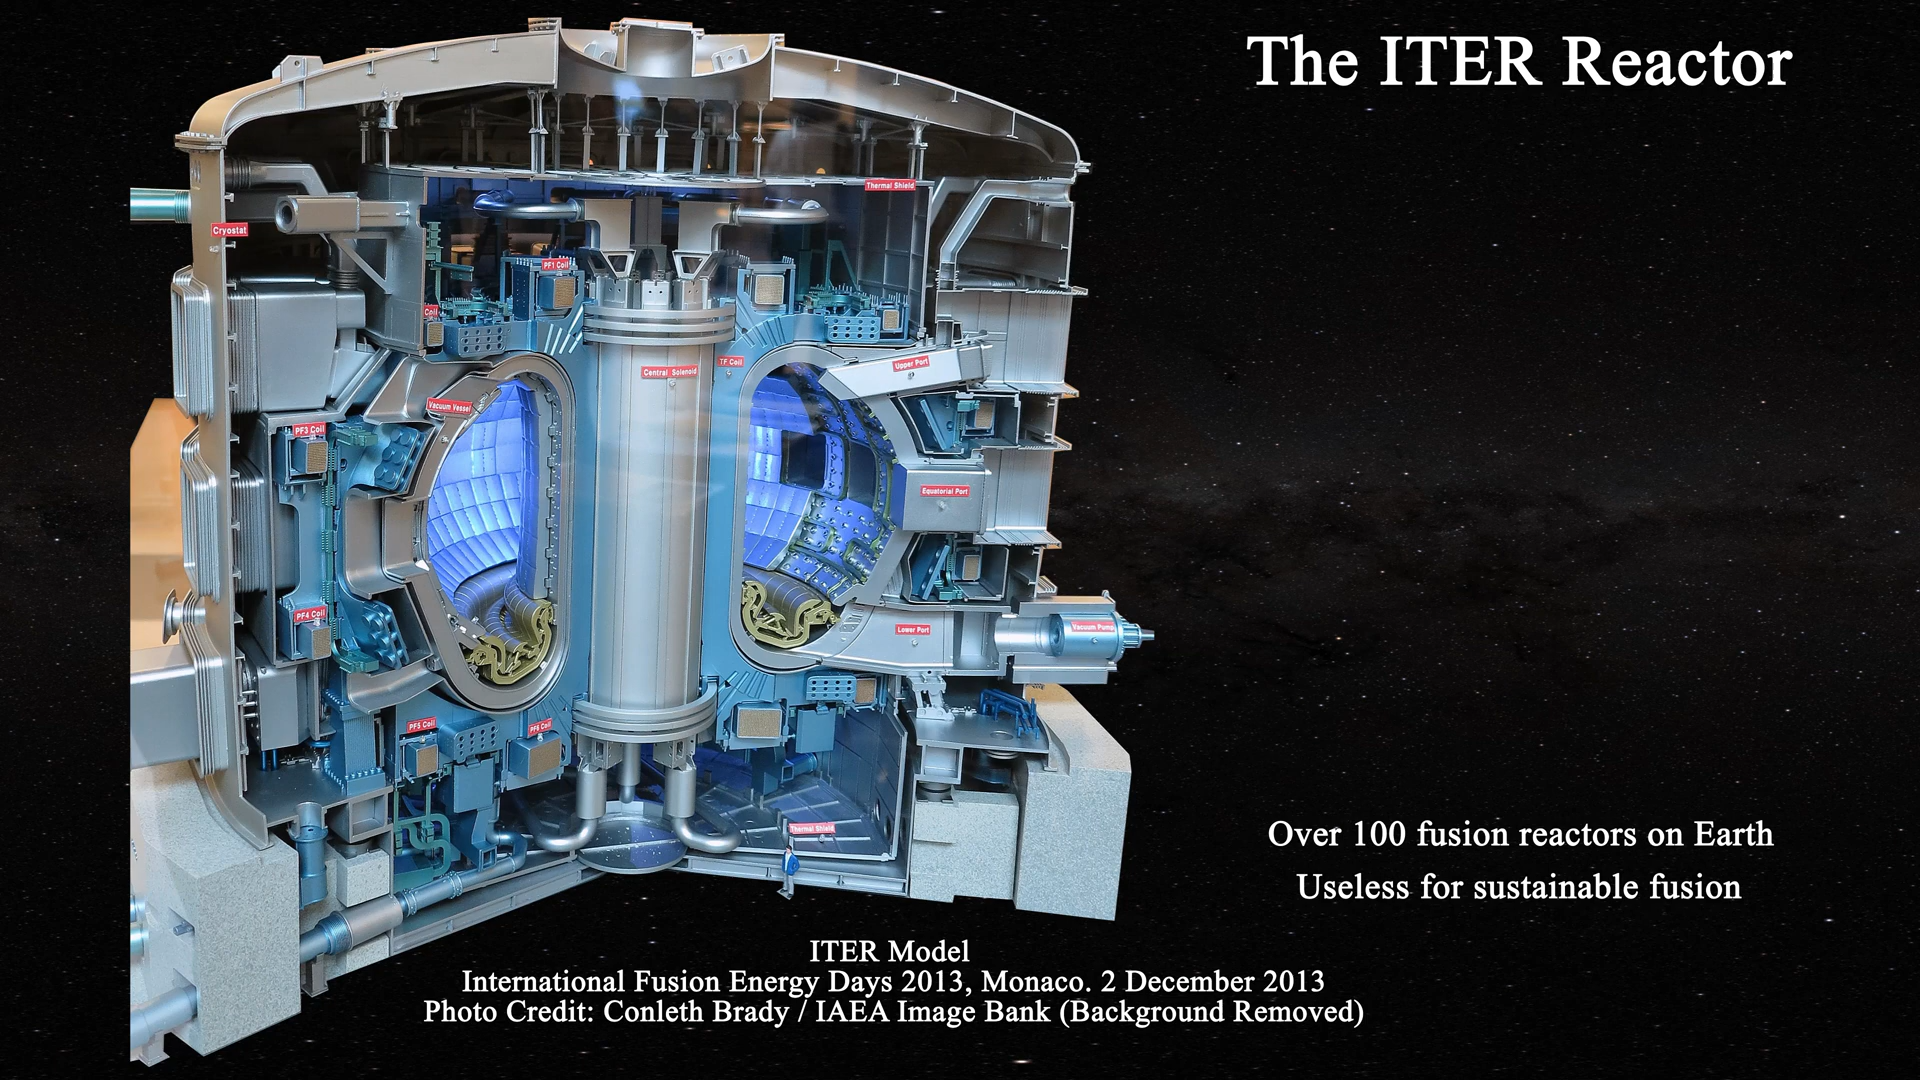 The ITER Reactor
Thermal Shield
Cryostat
PF1 Coil
Coil
TF Coil
Central Solenoid
Upper Port
Vacuum Vessel
PF3 Coil
Equatorial Port
PF4 Coil
Lower Port
Vacuum Pump
PF5 Coil
PF6 Coil
Thermal Shield
Over 100 fusion reactors on Earth
Useless for sustainable fusion
ITER Model
International Fusion Energy Days 2013, Monaco. 2 December 2013
Photo Credit: Conleth Brady / IAEA Image Bank (Background Removed)